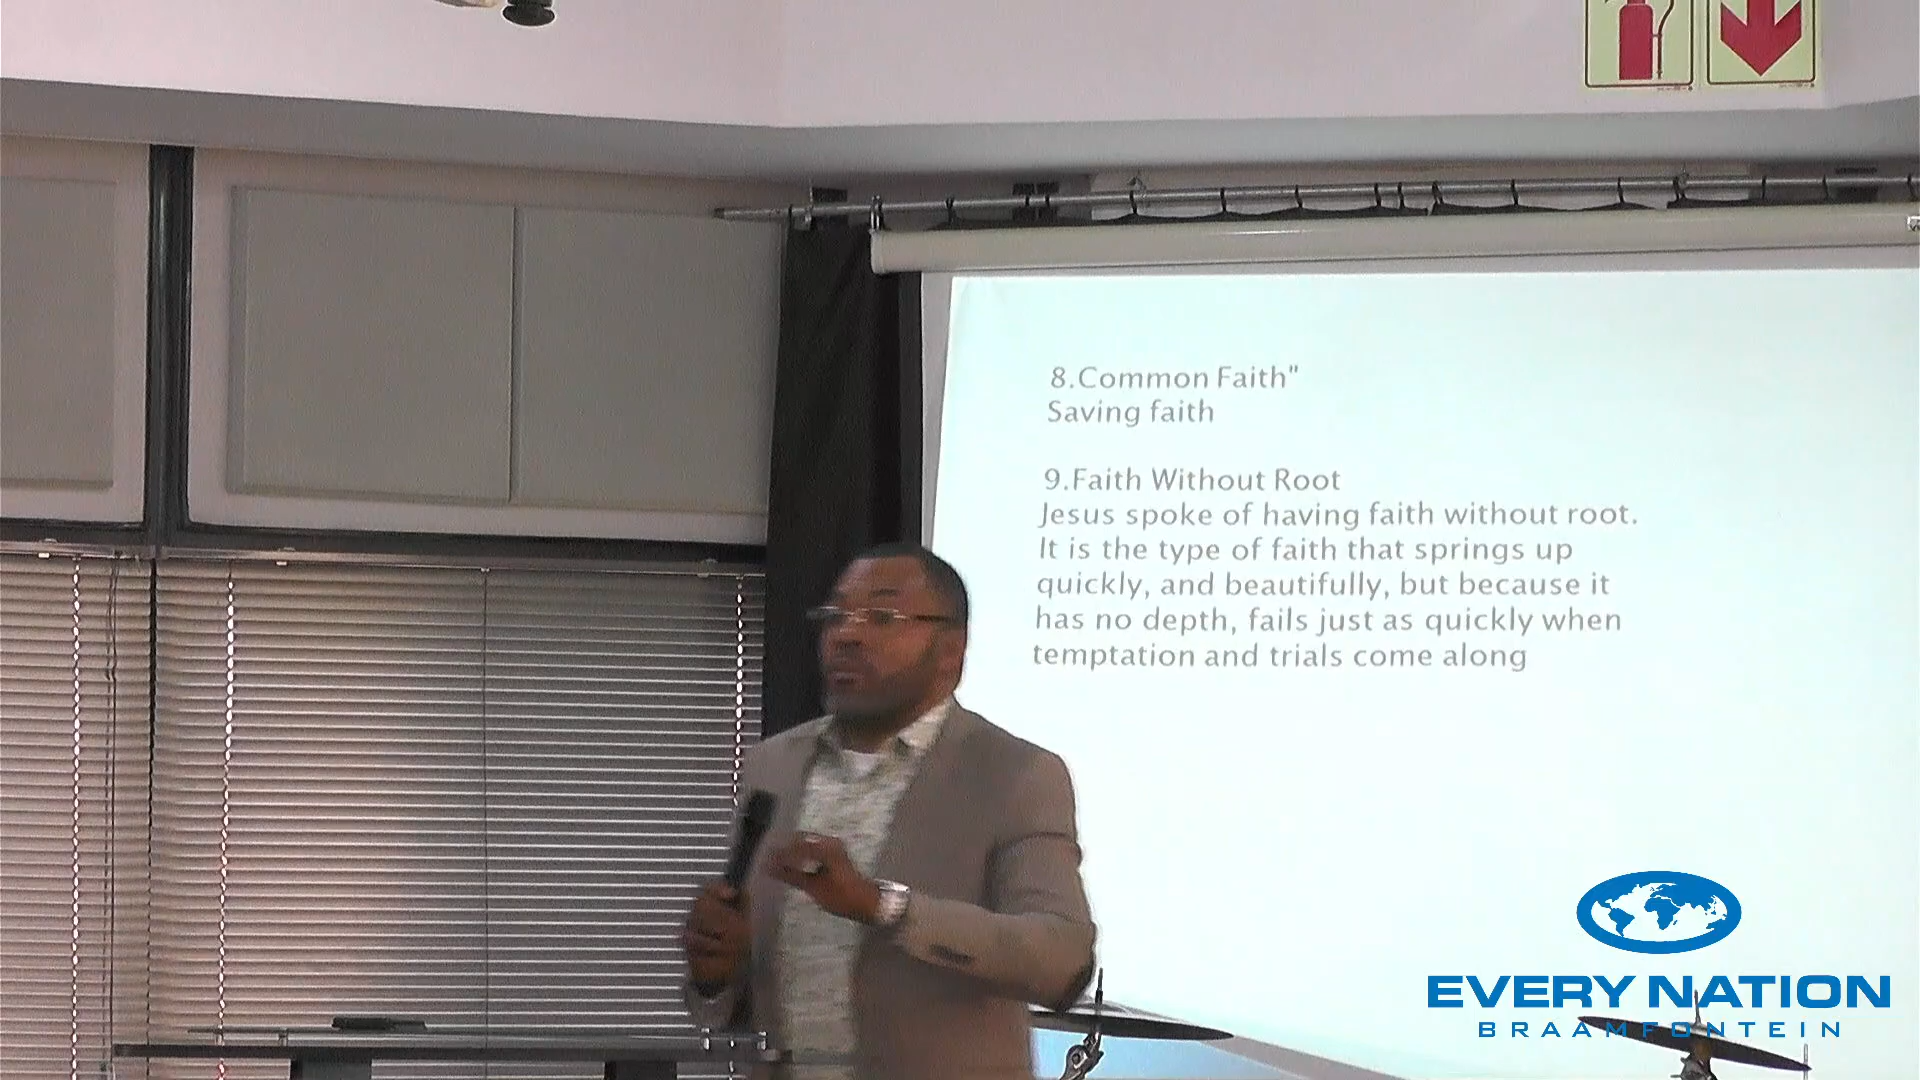 8.Common Faith"
Saving faith
9.Faith Without Root
Jesus spoke of having faith without root.
It is the type of faith that springs up
quickly, and beautifully, but because it
has no depth, fails just as quickly when
temptation and trials come along
EVERY NATION
BRAAMFONTEIN